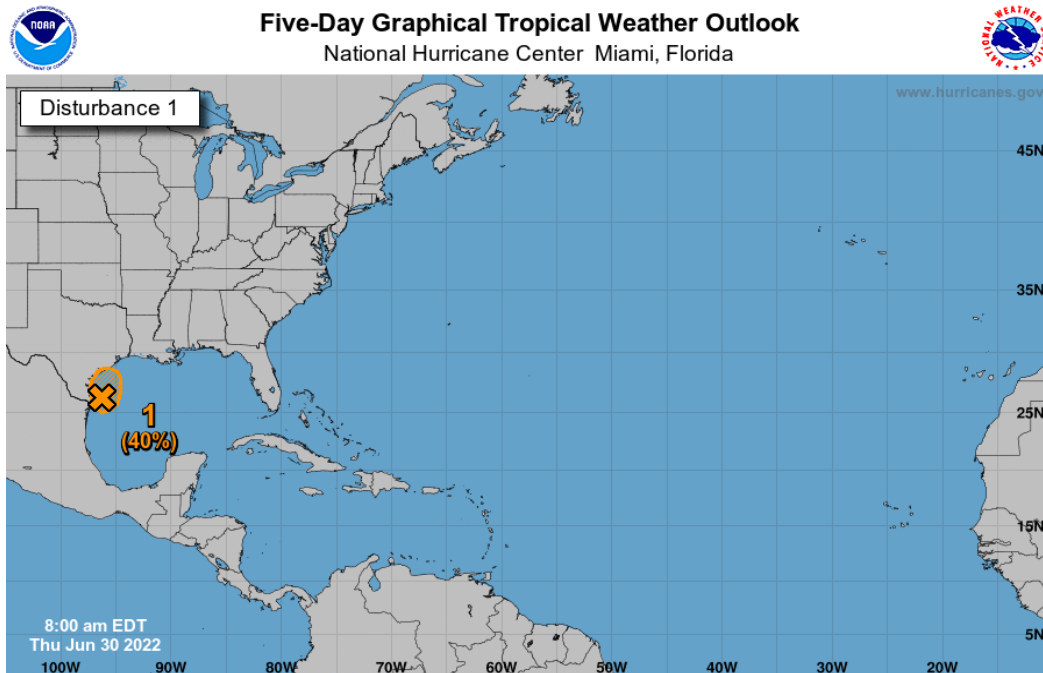 Five-Day Graphical Tropical Weather Outlook
National Hurricane Center Miami, Florida
NOAA
Disturbance 1
www.hurricanes.gov
45N
35N
25N
15N
5N
1
(40%)
8:00 am EDT
Thu Jun 30 2022
100W 90W 80W 70W 60W 50W 40W 30W 20W